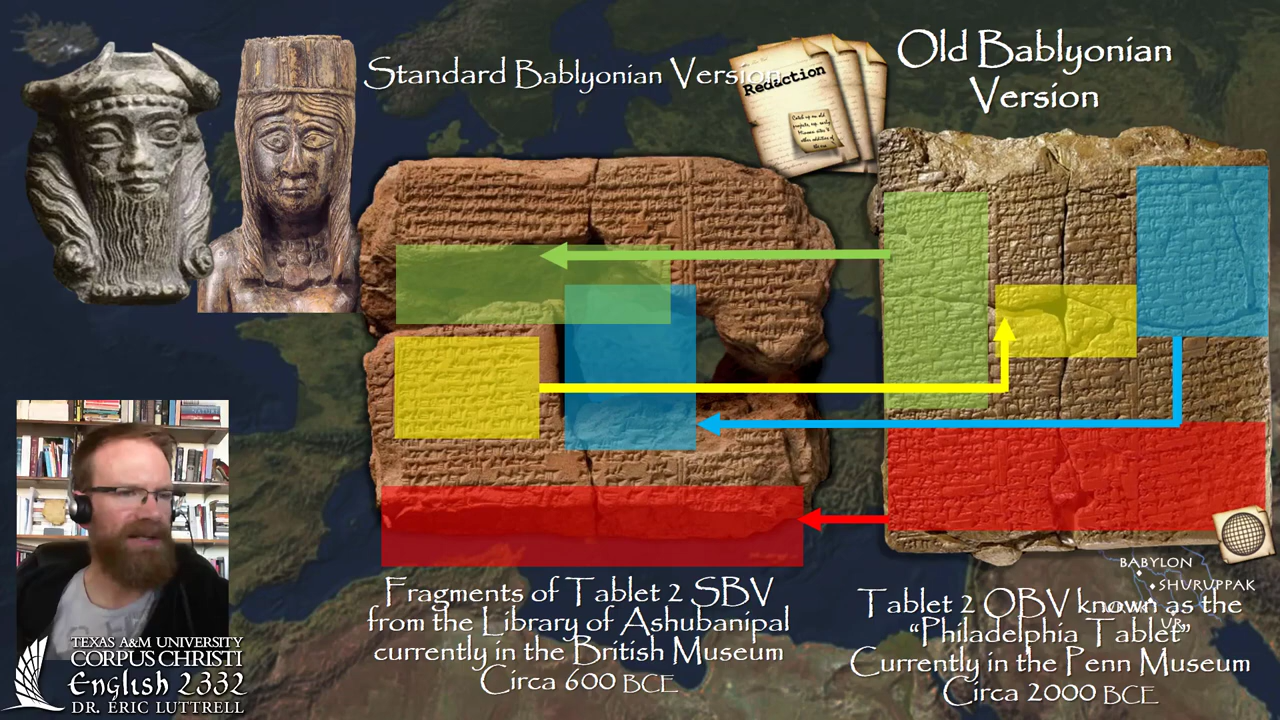 Standard Bablyonian Version
Redaction
Old Bablyonian
Version
Fragments of Tablet 2 SBV
from the Library of Ashubanipal
currently in the British Museum
Circa 600 BCE
BABYLON
SHURUPPAK
UR
Tablet 2 OBV known as the
“Philadelphia Tablet”
Currently in the Penn Museum
Circa 2000 BCE
TEXAS A&M UNIVERSITY
CORPUS CHRISTI
English 2332
DR. ERIC LUTTRELL